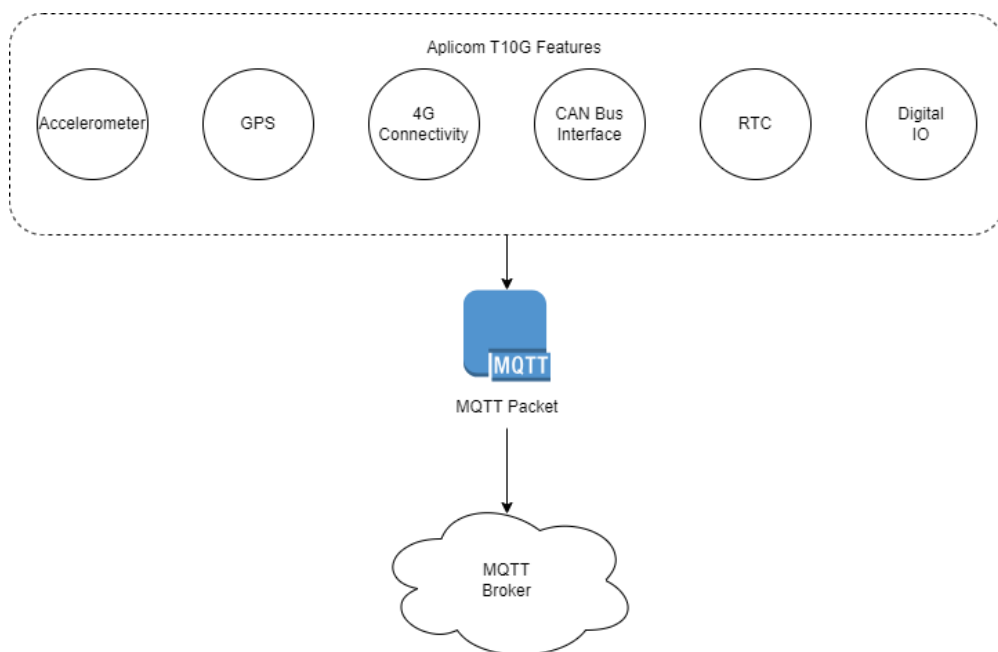 Aplicom T10G Features
Accelerometer
GPS
4G
Connectivity
CAN Bus
Interface
RTC
Digital
IO
MQTT
MQTT Packet
MQTT
Broker